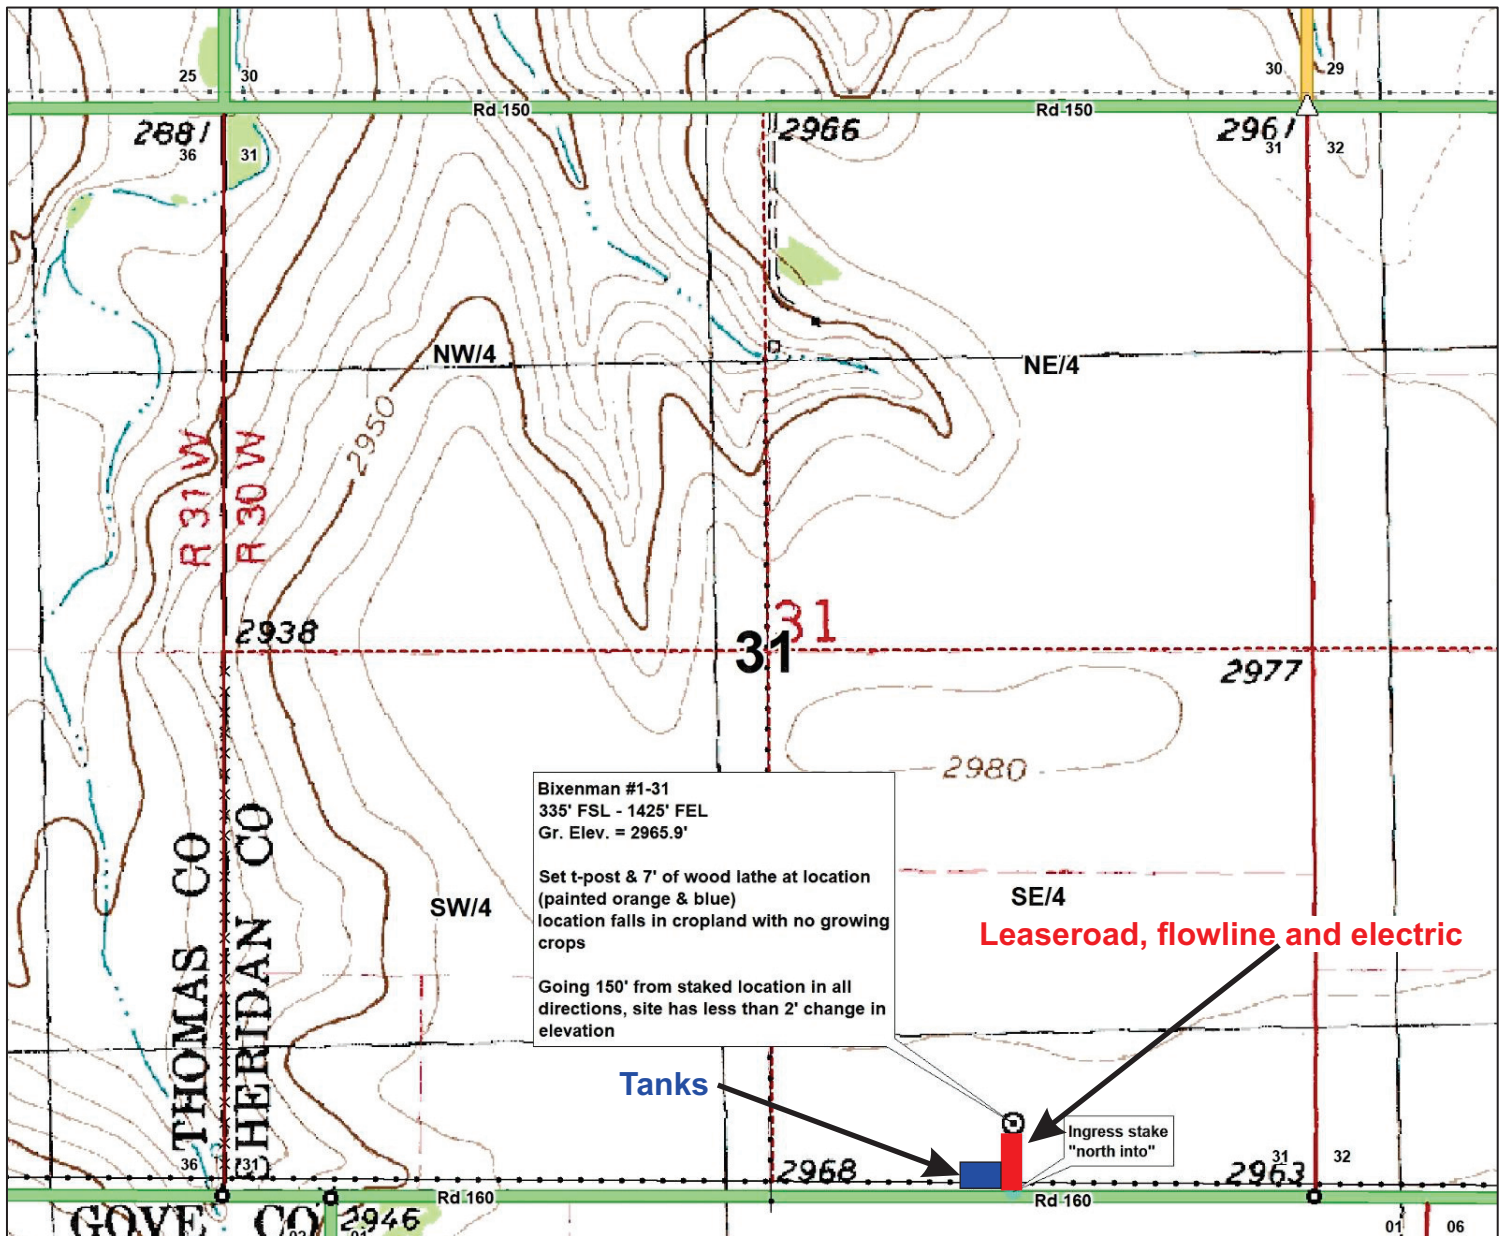 25 30
30 29
Rd 150
Rd 150
2881
2966
2961
36 31
31 32
NW/4
NE/4
2950
R 31 W
R 30 W
2938
31
31
2977
2980
Bixenman #1-31
335' FSL - 1425' FEL
Gr. Elev. = 2965.9'
Set t-post & 7' of wood lathe at location
(painted orange & blue)
location falls in cropland with no growing
crops
Going 150' from staked location in all
directions, site has less than 2' change in
elevation
THOMAS CO
SHERIDAN CO
SW/4
SE/4
Leaseroad, flowline and electric
Tanks
Ingress stake
"north into"
36 31
2968
2963
31 32
Rd 160
Rd 160
GOVE CO
2946
01 06